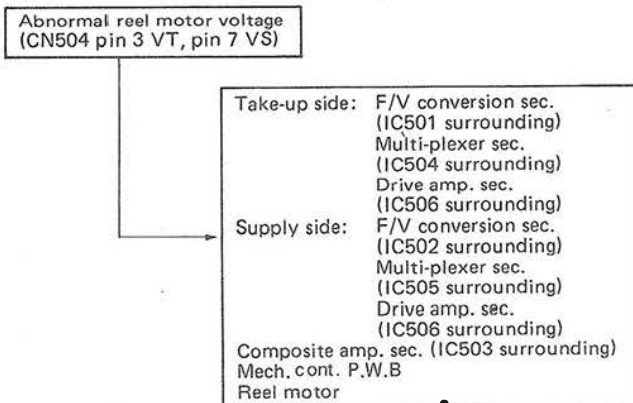 Abnormal reel motor voltage
(CN504 pin 3 VT, pin 7 VS)
Take-up side: F/V conversion sec.
(IC501 surrounding)
Multi-plexer sec.
(IC504 surrounding)
Drive amp. sec.
(IC506 surrounding)
Supply side: F/V conversion sec.
(IC502 surrounding)
Multi-plexer sec.
(IC505 surrounding)
Drive amp. sec.
(IC506 surrounding)
Composite amp. sec. (IC503 surrounding)
Mech. cont. P.W.B
Reel motor